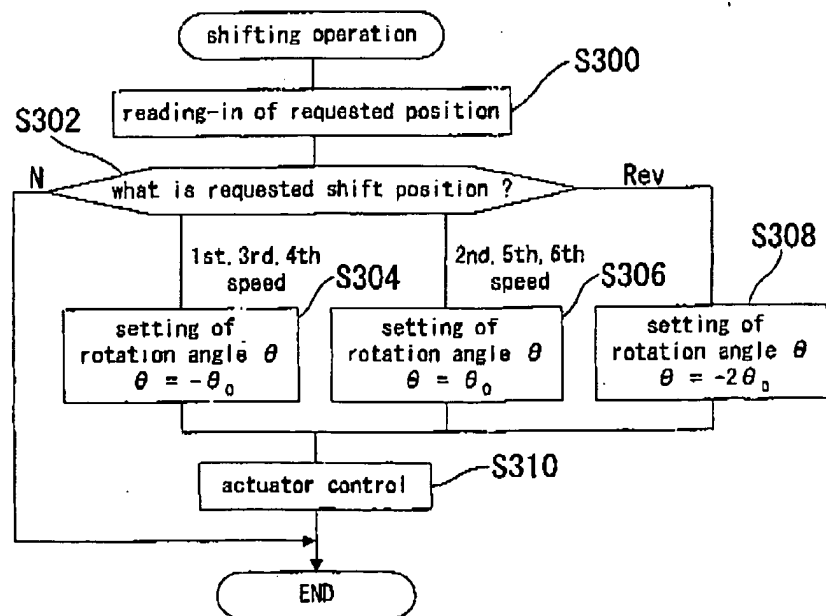 shifting operation
S300
reading-in of requested position
S302
N
what is requested shift position ?
Rev
1st, 3rd, 4th
speed
S304
2nd, 5th, 6th
speed
S306
S308
setting of
rotation angle θ
θ = -θ₀
setting of
rotation angle θ
θ = θ₀
setting of
rotation angle θ
θ = -2θ₀
S310
actuator control
END